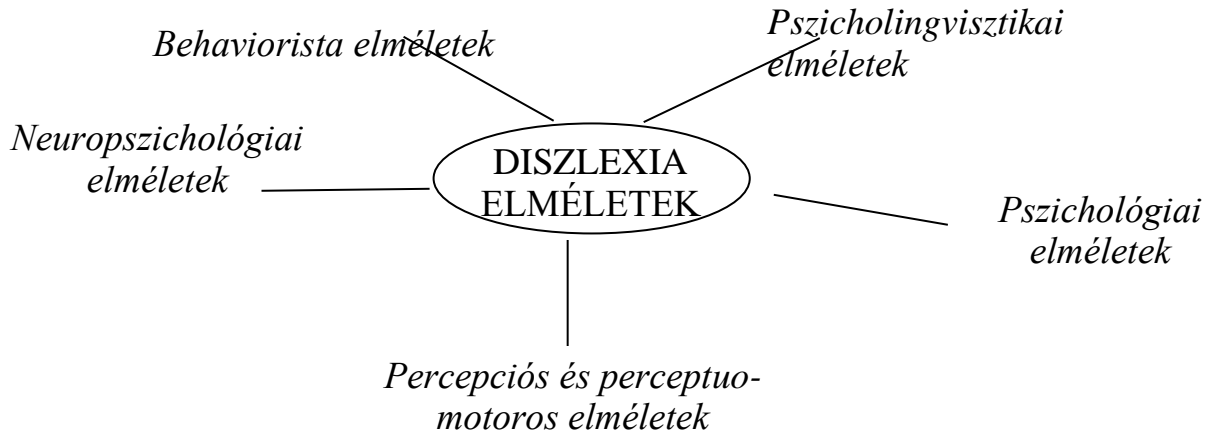 Behaviorista elméletek
Pszicholingvisztikai
elméletek
Neuropszichológiai
elméletek
DISZLEXIA
ELMÉLETEK
Pszichológiai
elméletek
Percepciós és perceptuo-
motoros elméletek